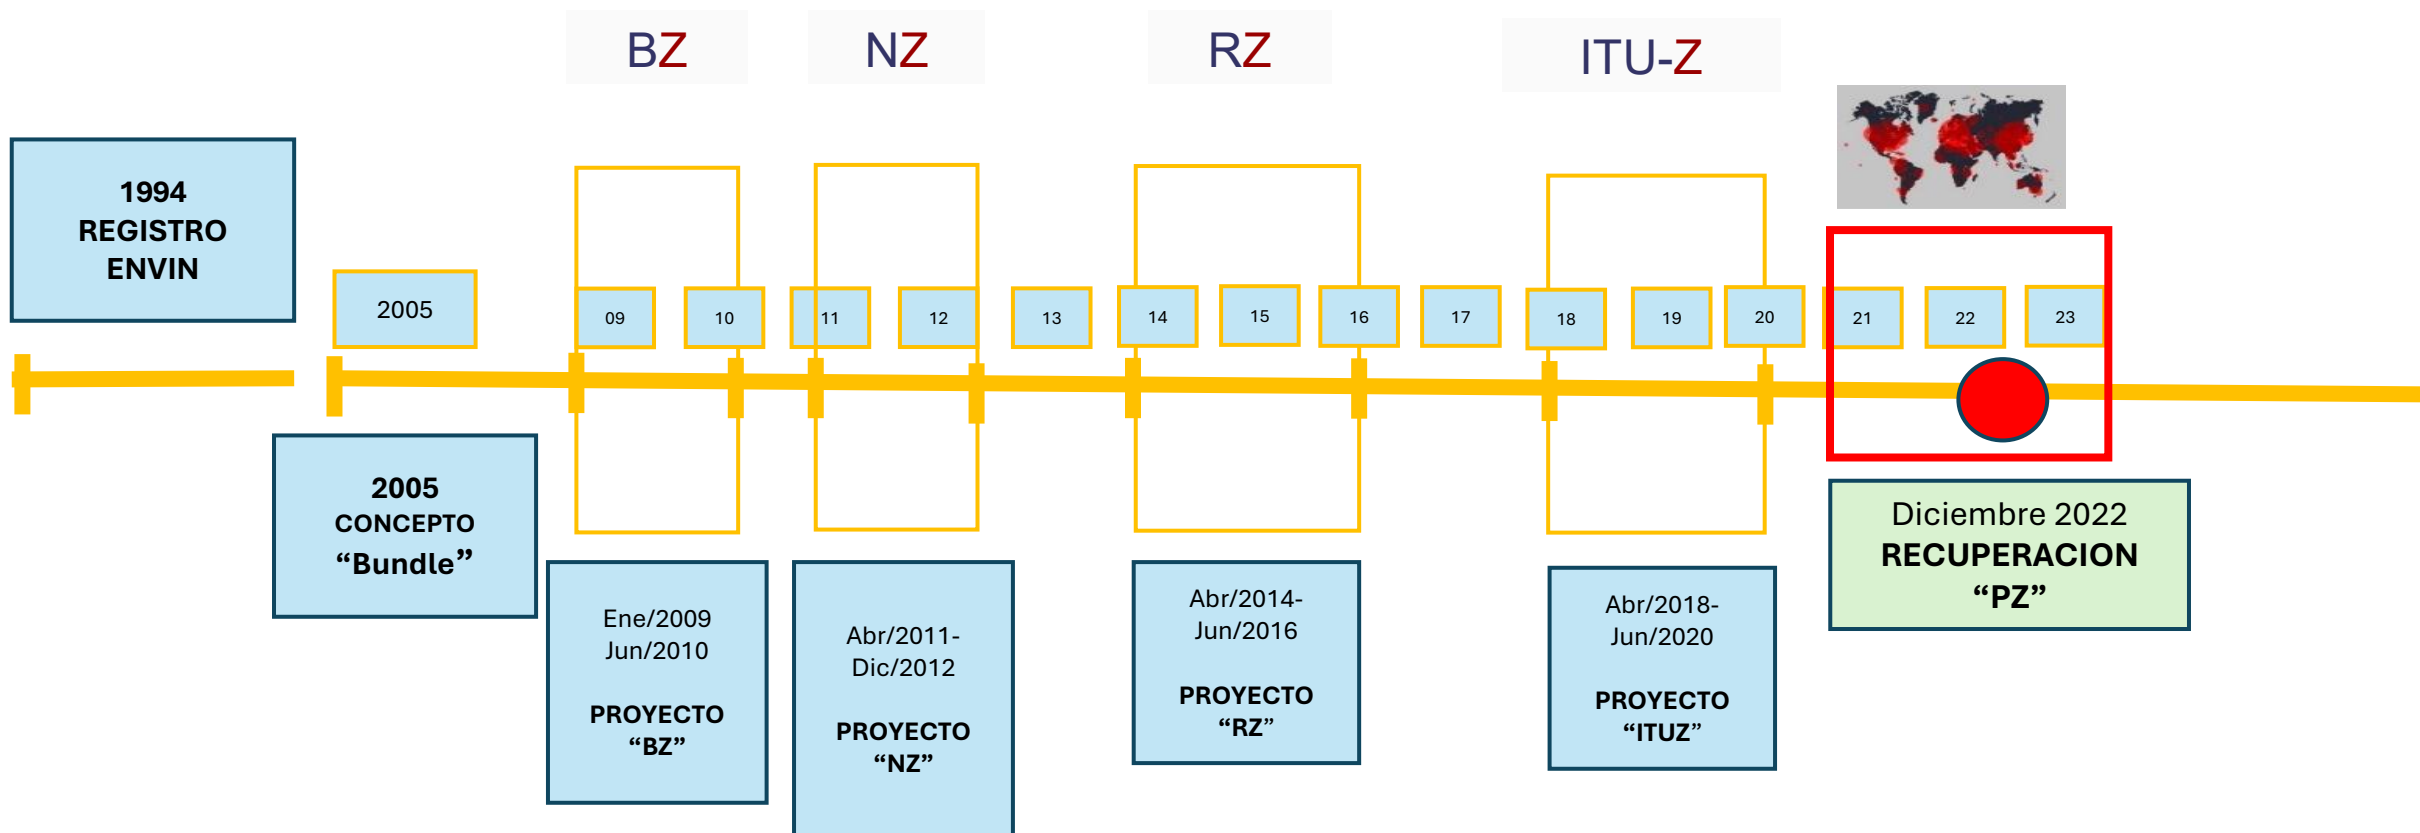 BZ
NZ
RZ
ITU-Z
1994
REGISTRO
ENVIN
2005
09
10
11
12
13
14
15
16
17
18
19
20
21
22
23
2005
CONCEPTO
“Bundle”
Ene/2009
Jun/2010
PROYECTO
“BZ”
Abr/2011-
Dic/2012
PROYECTO
“NZ”
Abr/2014-
Jun/2016
PROYECTO
“RZ”
Abr/2018-
Jun/2020
PROYECTO
“ITUZ”
Diciembre 2022
RECUPERACION
“PZ”